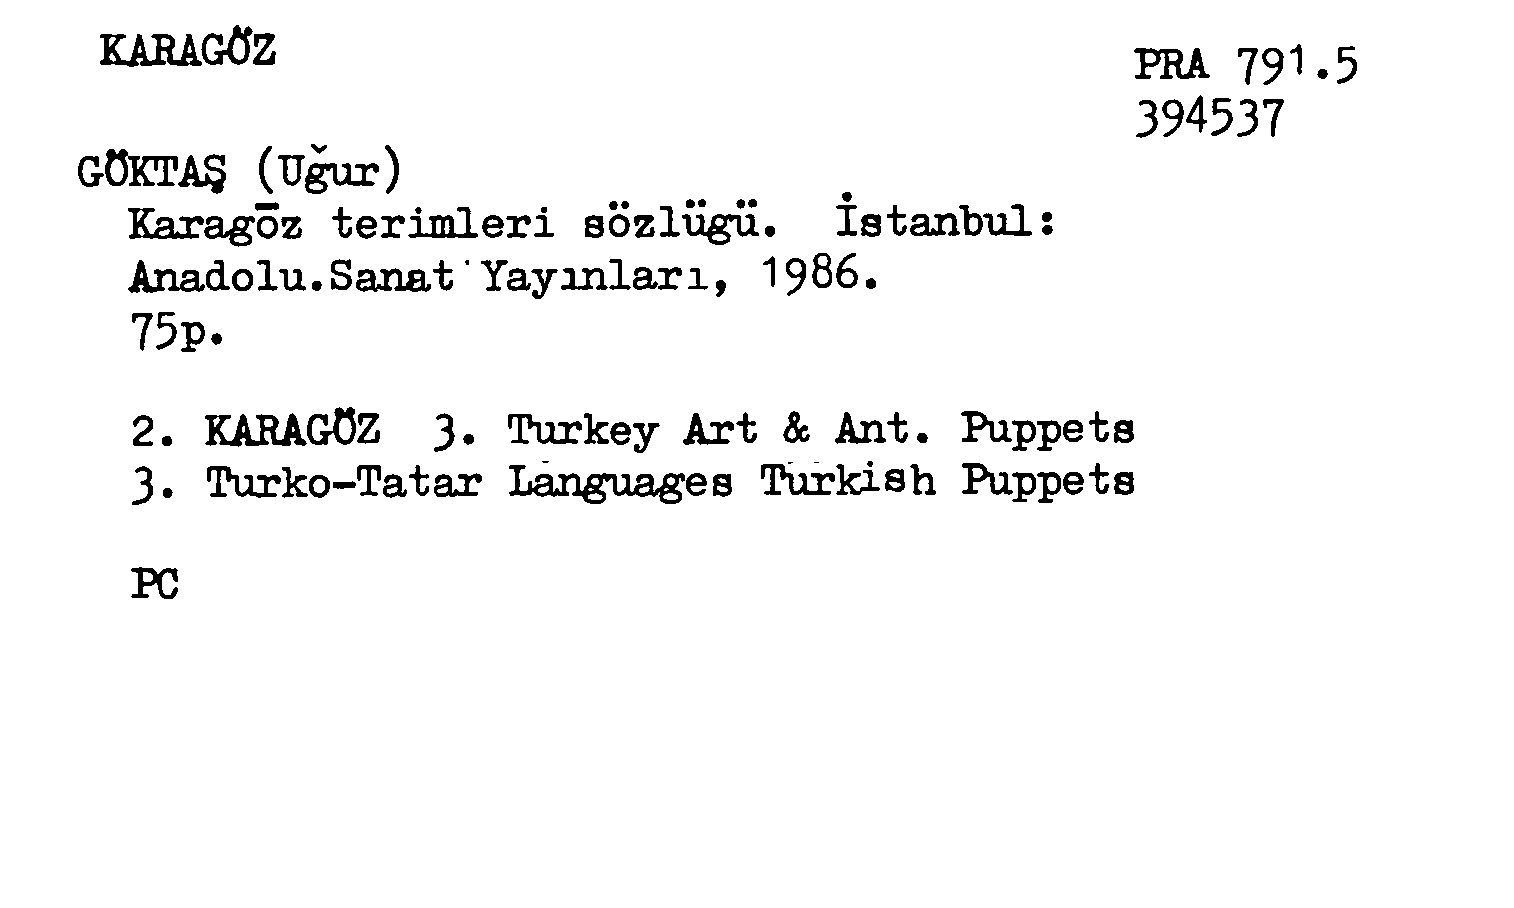 KARAGÖZ
PRA 791.5
394537
GÖKTAŞ (Uğur)
Karagöz terimleri sözlügü. İstanbul:
Anadolu.Sanat Yayınları, 1986.
75p.
2. KARAGÖZ 3. Turkey Art & Ant. Puppets
3. Turko-Tatar Languages Turkish Puppets
PC